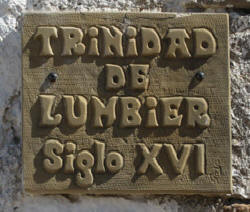 TRiNiDAD
DE
LUMBiER
Siglo XVI